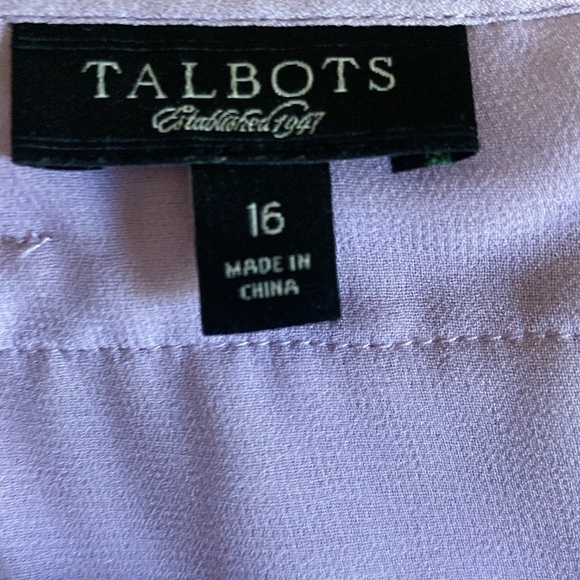 TALBOTS
Established 1947
16
MADE IN
CHINA